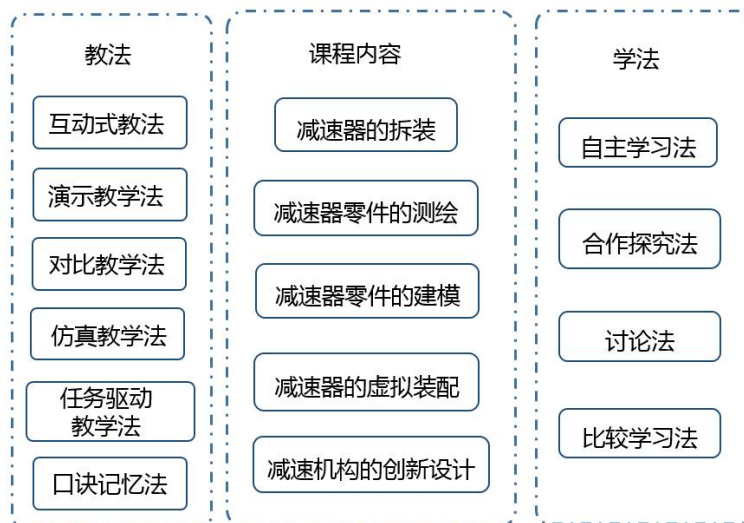 教法
互动式教法
演示教学法
对比教学法
仿真教学法
任务驱动
教学法
口诀记忆法
课程内容
减速器的拆装
减速器零件的测绘
减速器零件的建模
减速器的虚拟装配
减速机构的创新设计
学法
自主学习法
合作探究法
讨论法
比较学习法